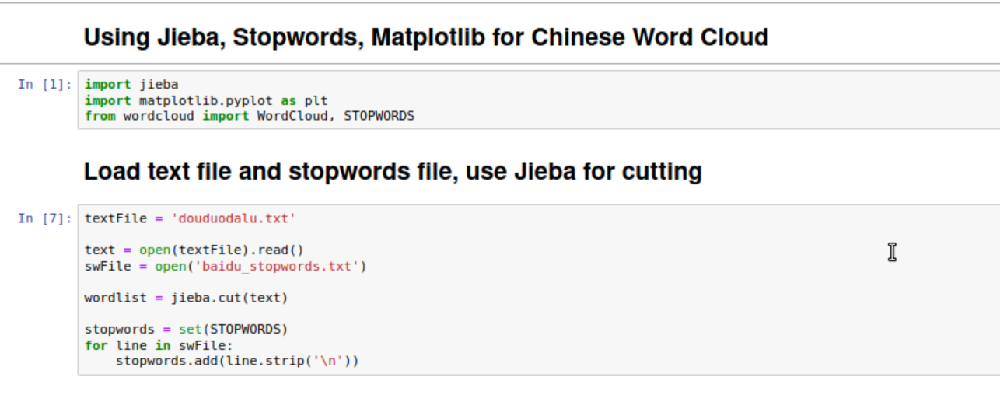 Using Jieba, Stopwords, Matplotlib for Chinese Word Cloud
In [1]:
import jieba
import matplotlib.pyplot as plt
from wordcloud import WordCloud, STOPWORDS
Load text file and stopwords file, use Jieba for cutting
In [7]:
textFile = 'douduodalu.txt'
text = open(textFile).read()
swFile = open('baidu_stopwords.txt')
wordlist = jieba.cut(text)
stopwords = set(STOPWORDS)
for line in swFile:
    stopwords.add(line.strip('\n'))